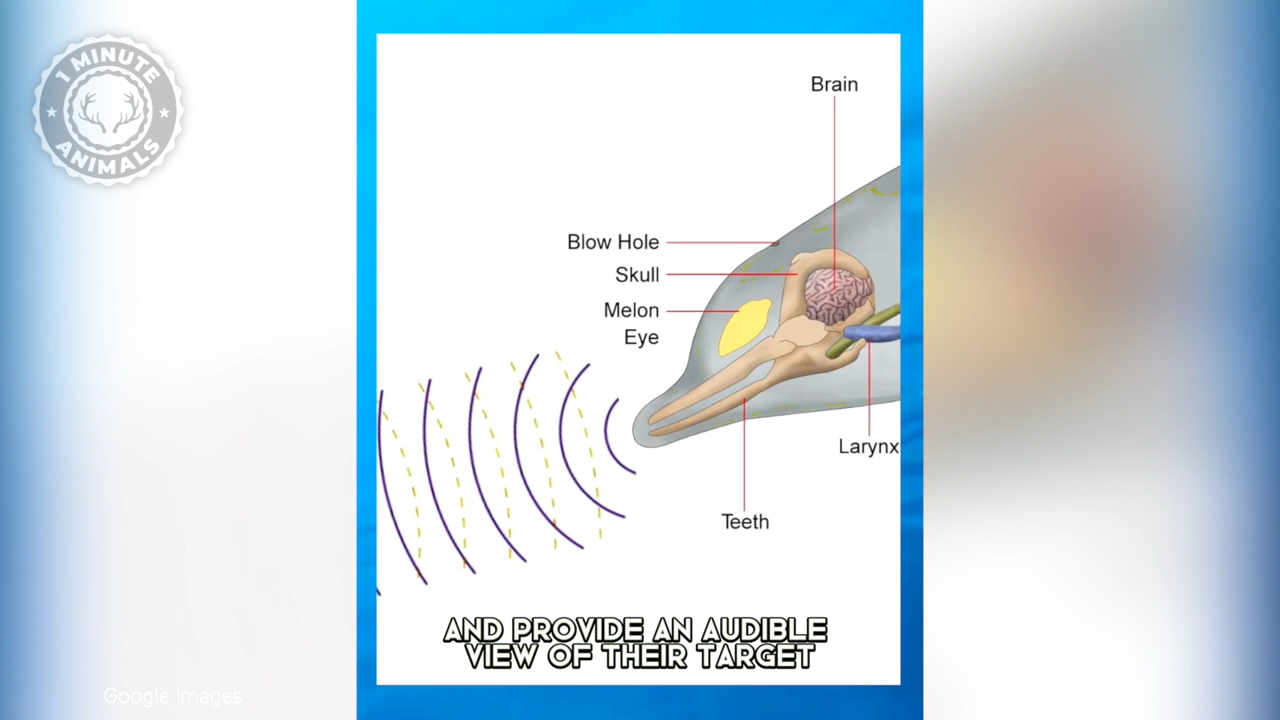 1 MINUTE
ANIMALS
Brain
Blow Hole
Skull
Melon
Eye
Larynx
Teeth
AND PROVIDE AN AUDIBLE
VIEW OF THEIR TARGET
Google Images